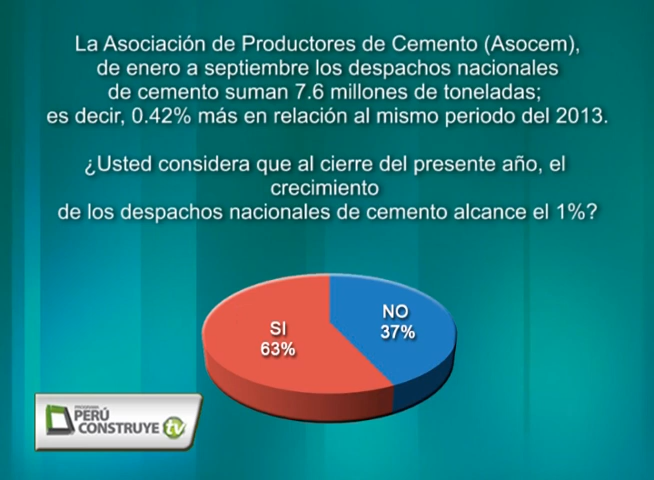 La Asociación de Productores de Cemento (Asocem),
de enero a septiembre los despachos nacionales
de cemento suman 7.6 millones de toneladas;
es decir, 0.42% más en relación al mismo periodo del 2013.
¿Usted considera que al cierre del presente año, el
crecimiento
de los despachos nacionales de cemento alcance el 1%?
NO
37%
SI
63%
PROGRAMA
PERÚ
CONSTRUYE tv